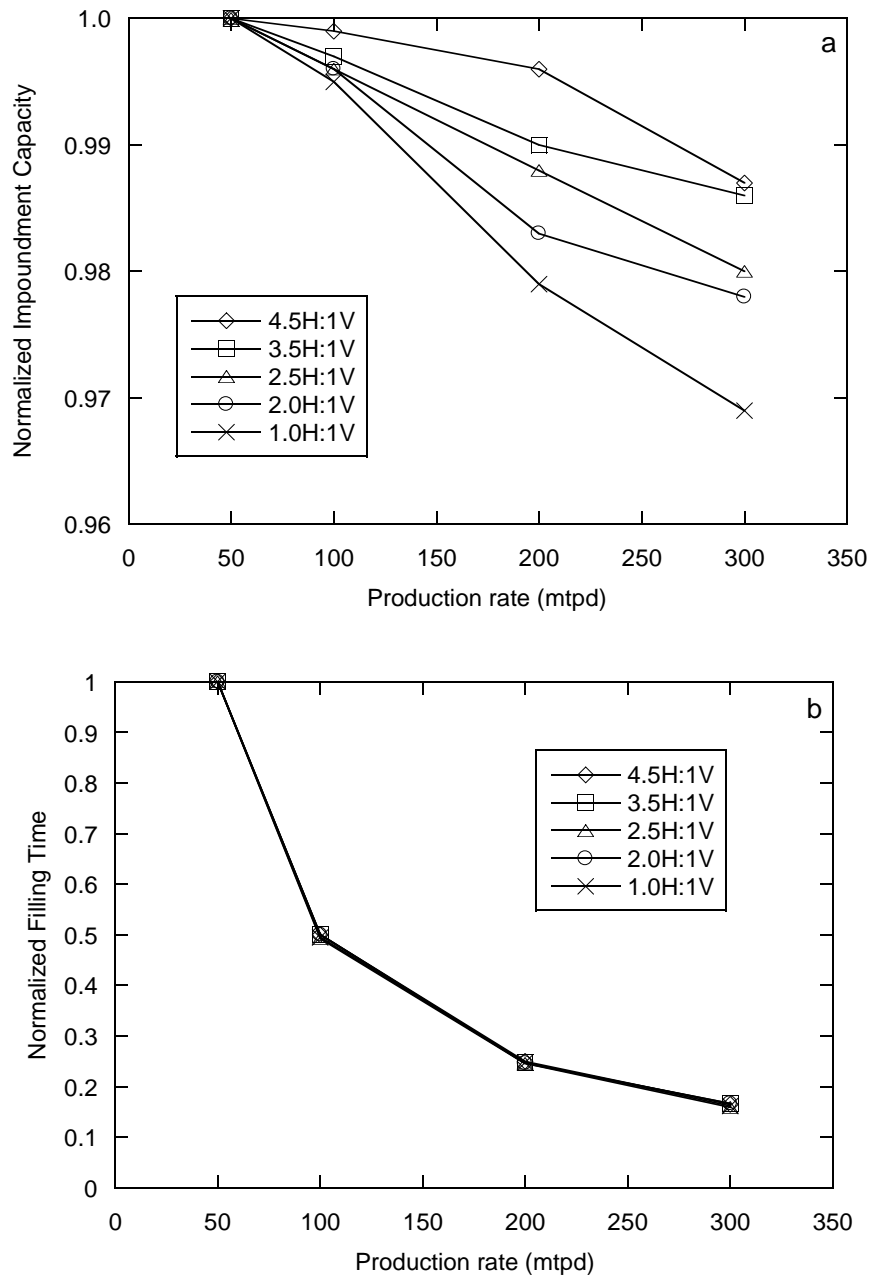 a
1.0
0.99
0.98
0.97
0.96
Normalized Impoundment Capacity
4.5H:1V
3.5H:1V
2.5H:1V
2.0H:1V
1.0H:1V
0 50 100 150 200 250 300 350
Production rate (mtpd)
b
1
0.9
0.8
0.7
0.6
0.5
0.4
0.3
0.2
0.1
0
Normalized Filling Time
4.5H:1V
3.5H:1V
2.5H:1V
2.0H:1V
1.0H:1V
0 50 100 150 200 250 300 350
Production rate (mtpd)